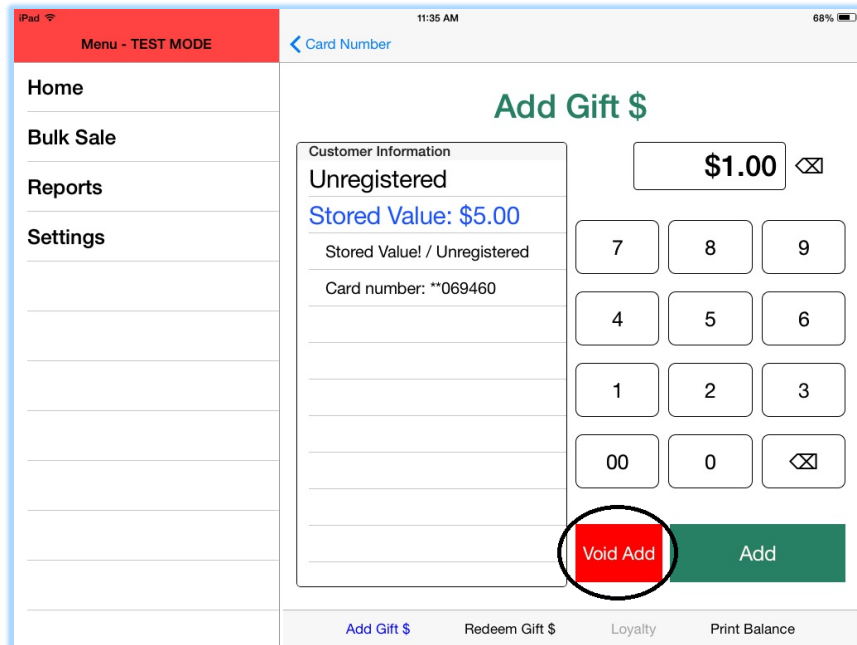 iPad 11:35 AM 68%
Menu - TEST MODE
Card Number
Home
Bulk Sale
Reports
Settings
Add Gift $
Customer Information
Unregistered
Stored Value: $5.00
Stored Value! / Unregistered
Card number: **069460
$1.00
7 8 9
4 5 6
1 2 3
00 0
Void Add Add
Add Gift $ Redeem Gift $ Loyalty Print Balance